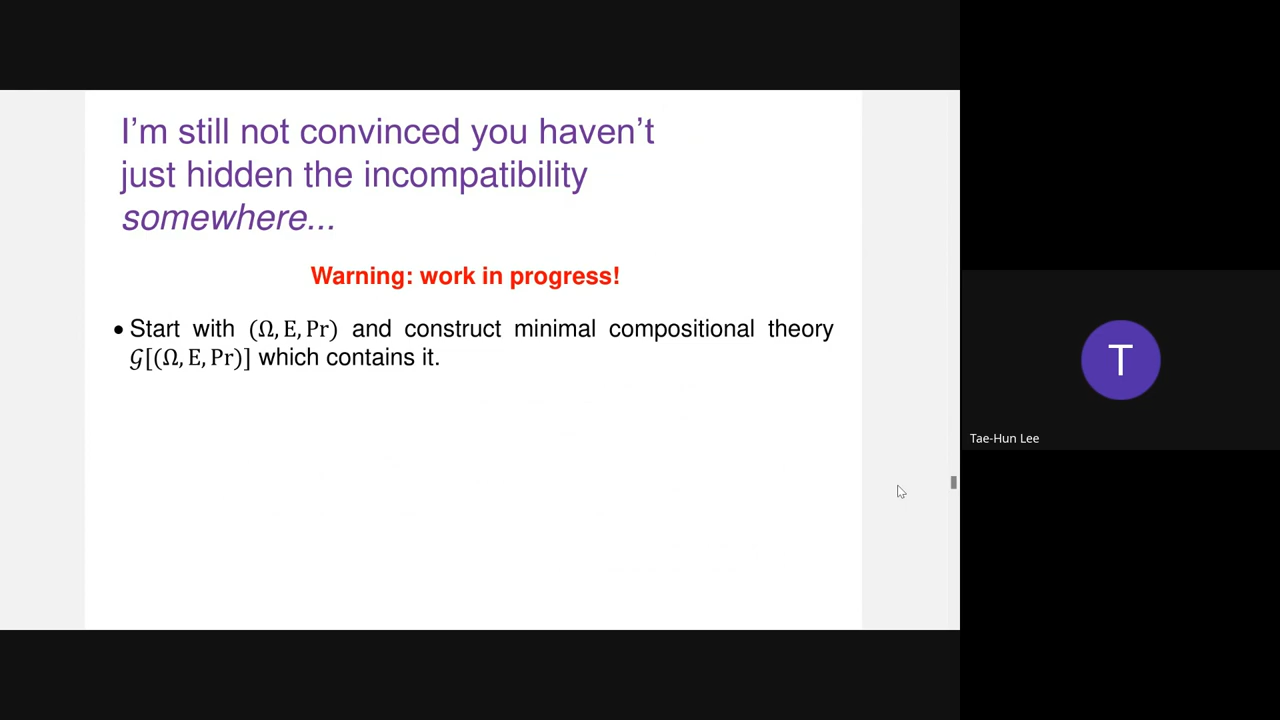 I'm still not convinced you haven't
just hidden the incompatibility
somewhere...
Warning: work in progress!
• Start with (Ω, E, Pr) and construct minimal compositional theory
𝒢[(Ω, E, Pr)] which contains it.
T
Tae-Hun Lee